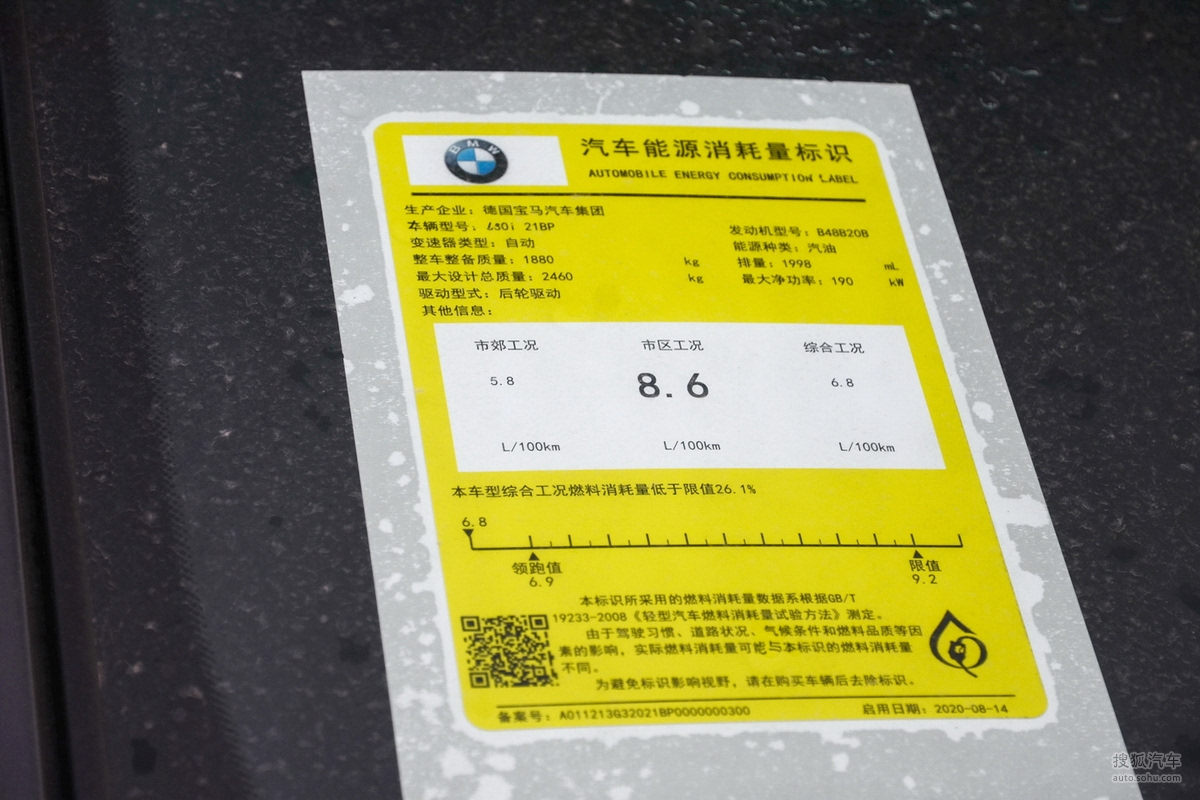 BMW
汽车能源消耗量标识
AUTOMOBILE ENERGY CONSUMPTION LABEL
生产企业：德国宝马汽车集团
车辆型号：630i 21BP
发动机型号：B48B20B
变速器类型：自动
能源种类：汽油
整车整备质量：1880 kg
排量：1998 mL
最大设计总质量：2460 kg
最大净功率：190 kW
驱动型式：后轮驱动
其他信息：
市郊工况 市区工况 综合工况
5.8 8.6 6.8
L/100km L/100km L/100km
本车型综合工况燃料消耗量低于限值26.1%
6.8
领跑值 限值
6.9 9.2
本标识所采用的燃料消耗量数据系根据GB/T
19233-2008《轻型汽车燃料消耗量试验方法》测定。
由于驾驶习惯、道路状况、气候条件和燃料品质等因
素的影响，实际燃料消耗量可能与本标识的燃料消耗量
不同。
为避免标识影响视野，请在购买车辆后去除标识。
备案号：A011213G32021BP0000000300 启用日期：2020-08-14
搜狐汽车
auto.sohu.com